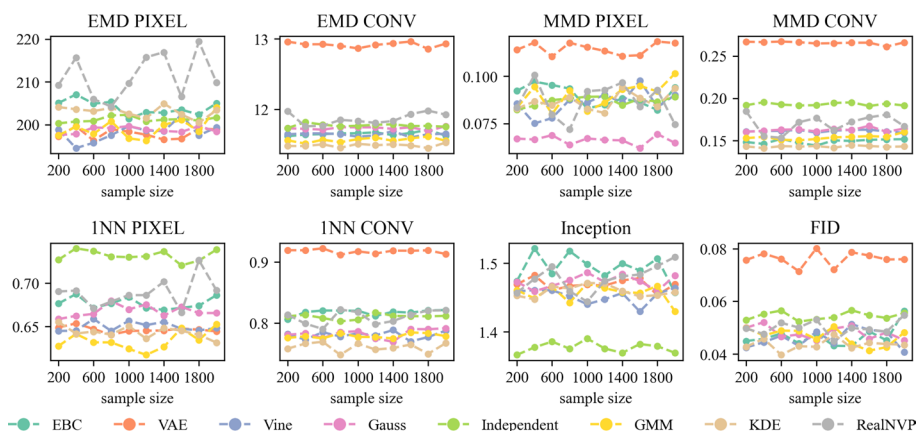 EMD PIXEL EMD CONV MMD PIXEL MMD CONV
220 210 200
13 12
0.100 0.075
0.25 0.20 0.15
200 600 1000 1400 1800 200 600 1000 1400 1800 200 600 1000 1400 1800 200 600 1000 1400 1800
sample size sample size sample size sample size
1NN PIXEL 1NN CONV Inception FID
0.70 0.65
0.9 0.8
1.5 1.4
0.08 0.06 0.04
200 600 1000 1400 1800 200 600 1000 1400 1800 200 600 1000 1400 1800 200 600 1000 1400 1800
sample size sample size sample size sample size
EBC VAE Vine Gauss Independent GMM KDE RealNVP